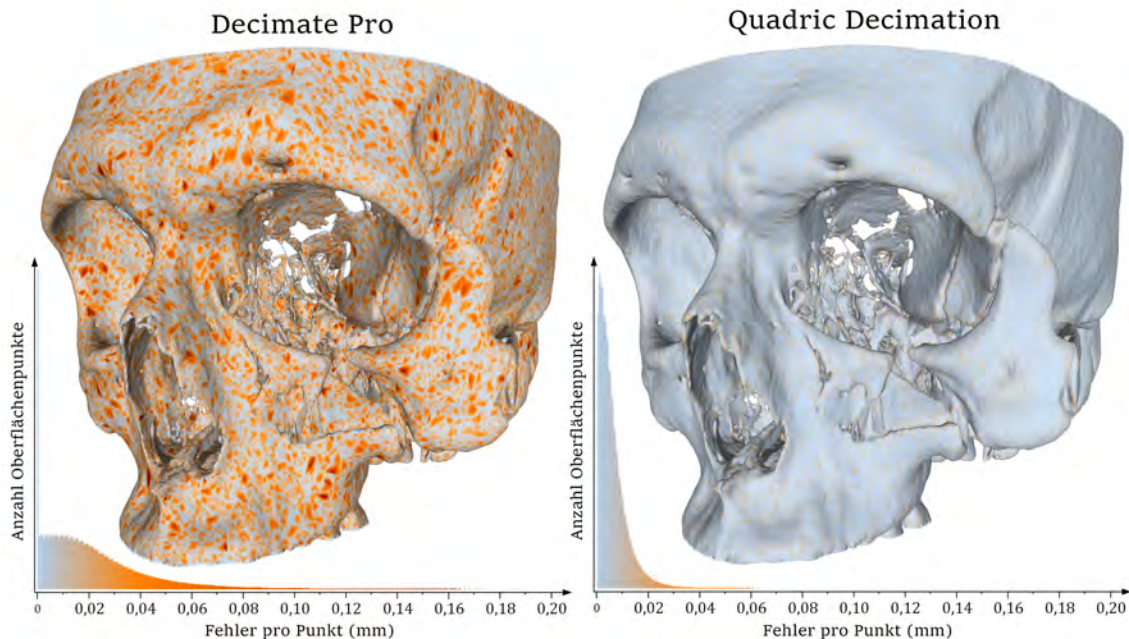 Decimate Pro
Quadric Decimation
Anzahl Oberflächenpunkte
0 0,02 0,04 0,06 0,08 0,10 0,12 0,14 0,16 0,18 0,20
Fehler pro Punkt (mm)
Anzahl Oberflächenpunkte
0 0,02 0,04 0,06 0,08 0,10 0,12 0,14 0,16 0,18 0,20
Fehler pro Punkt (mm)